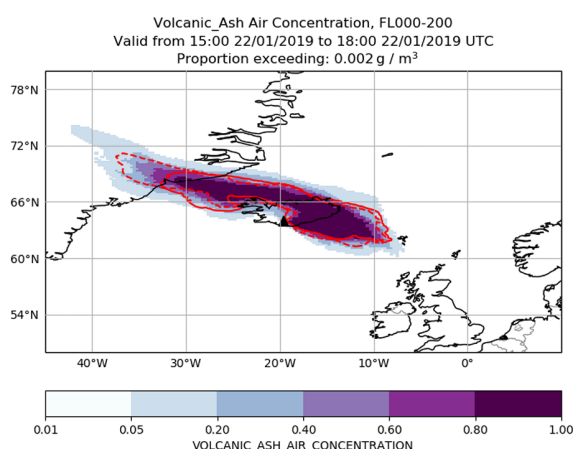 Volcanic_Ash Air Concentration, FL000-200
Valid from 15:00 22/01/2019 to 18:00 22/01/2019 UTC
Proportion exceeding: 0.002 g / m³
78°N
72°N
66°N
60°N
54°N
40°W 30°W 20°W 10°W 0°
0.01 0.05 0.20 0.40 0.60 0.80 1.00
VOLCANIC_ASH_AIR_CONCENTRATION